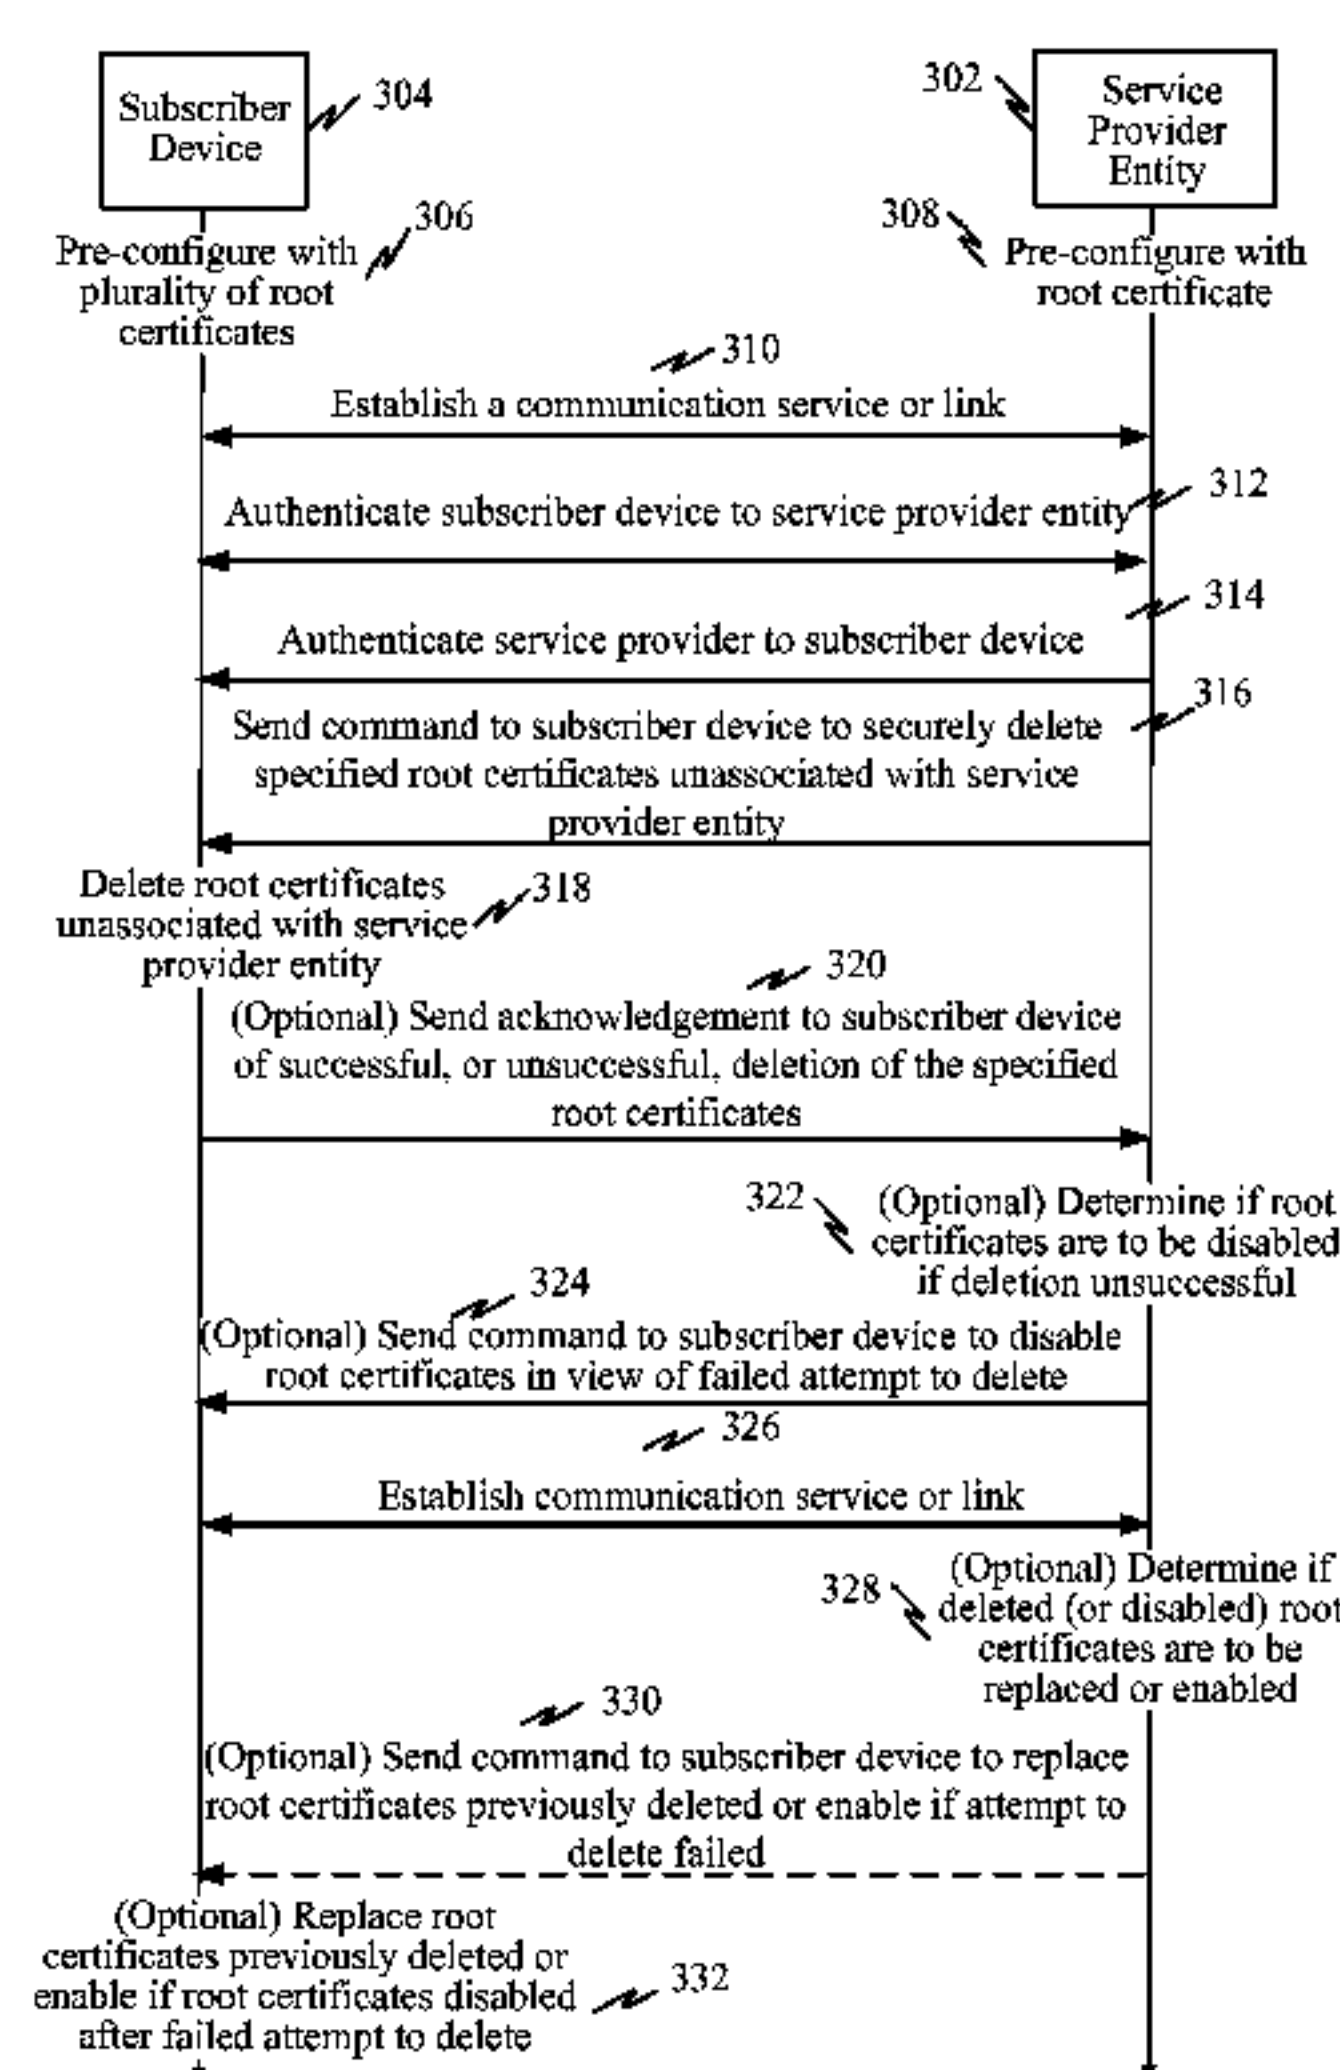 Subscriber
Device
304
302
Service
Provider
Entity
306
308
Pre-configure with
plurality of root
certificates
Pre-configure with
root certificate
310
Establish a communication service or link
312
Authenticate subscriber device to service provider entity
314
Authenticate service provider to subscriber device
316
Send command to subscriber device to securely delete
specified root certificates unassociated with service
provider entity
Delete root certificates
unassociated with service
provider entity
318
320
(Optional) Send acknowledgement to subscriber device
of successful, or unsuccessful, deletion of the specified
root certificates
322
(Optional) Determine if root
certificates are to be disabled
if deletion unsuccessful
324
(Optional) Send command to subscriber device to disable
root certificates in view of failed attempt to delete
326
Establish communication service or link
328
(Optional) Determine if
deleted (or disabled) root
certificates are to be
replaced or enabled
330
(Optional) Send command to subscriber device to replace
root certificates previously deleted or enable if attempt to
delete failed
(Optional) Replace root
certificates previously deleted or
enable if root certificates disabled
after failed attempt to delete
332